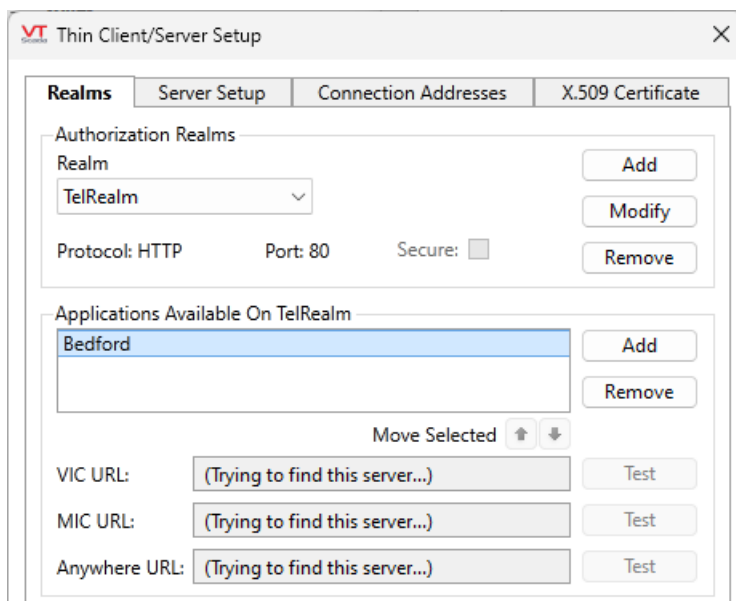 VT Scada Thin Client/Server Setup
Realms Server Setup Connection Addresses X.509 Certificate
Authorization Realms
Realm Add
TelRealm
Modify
Protocol: HTTP Port: 80 Secure:
Remove
Applications Available On TelRealm
Bedford Add
Remove
Move Selected
VIC URL: (Trying to find this server...) Test
MIC URL: (Trying to find this server...) Test
Anywhere URL: (Trying to find this server...) Test